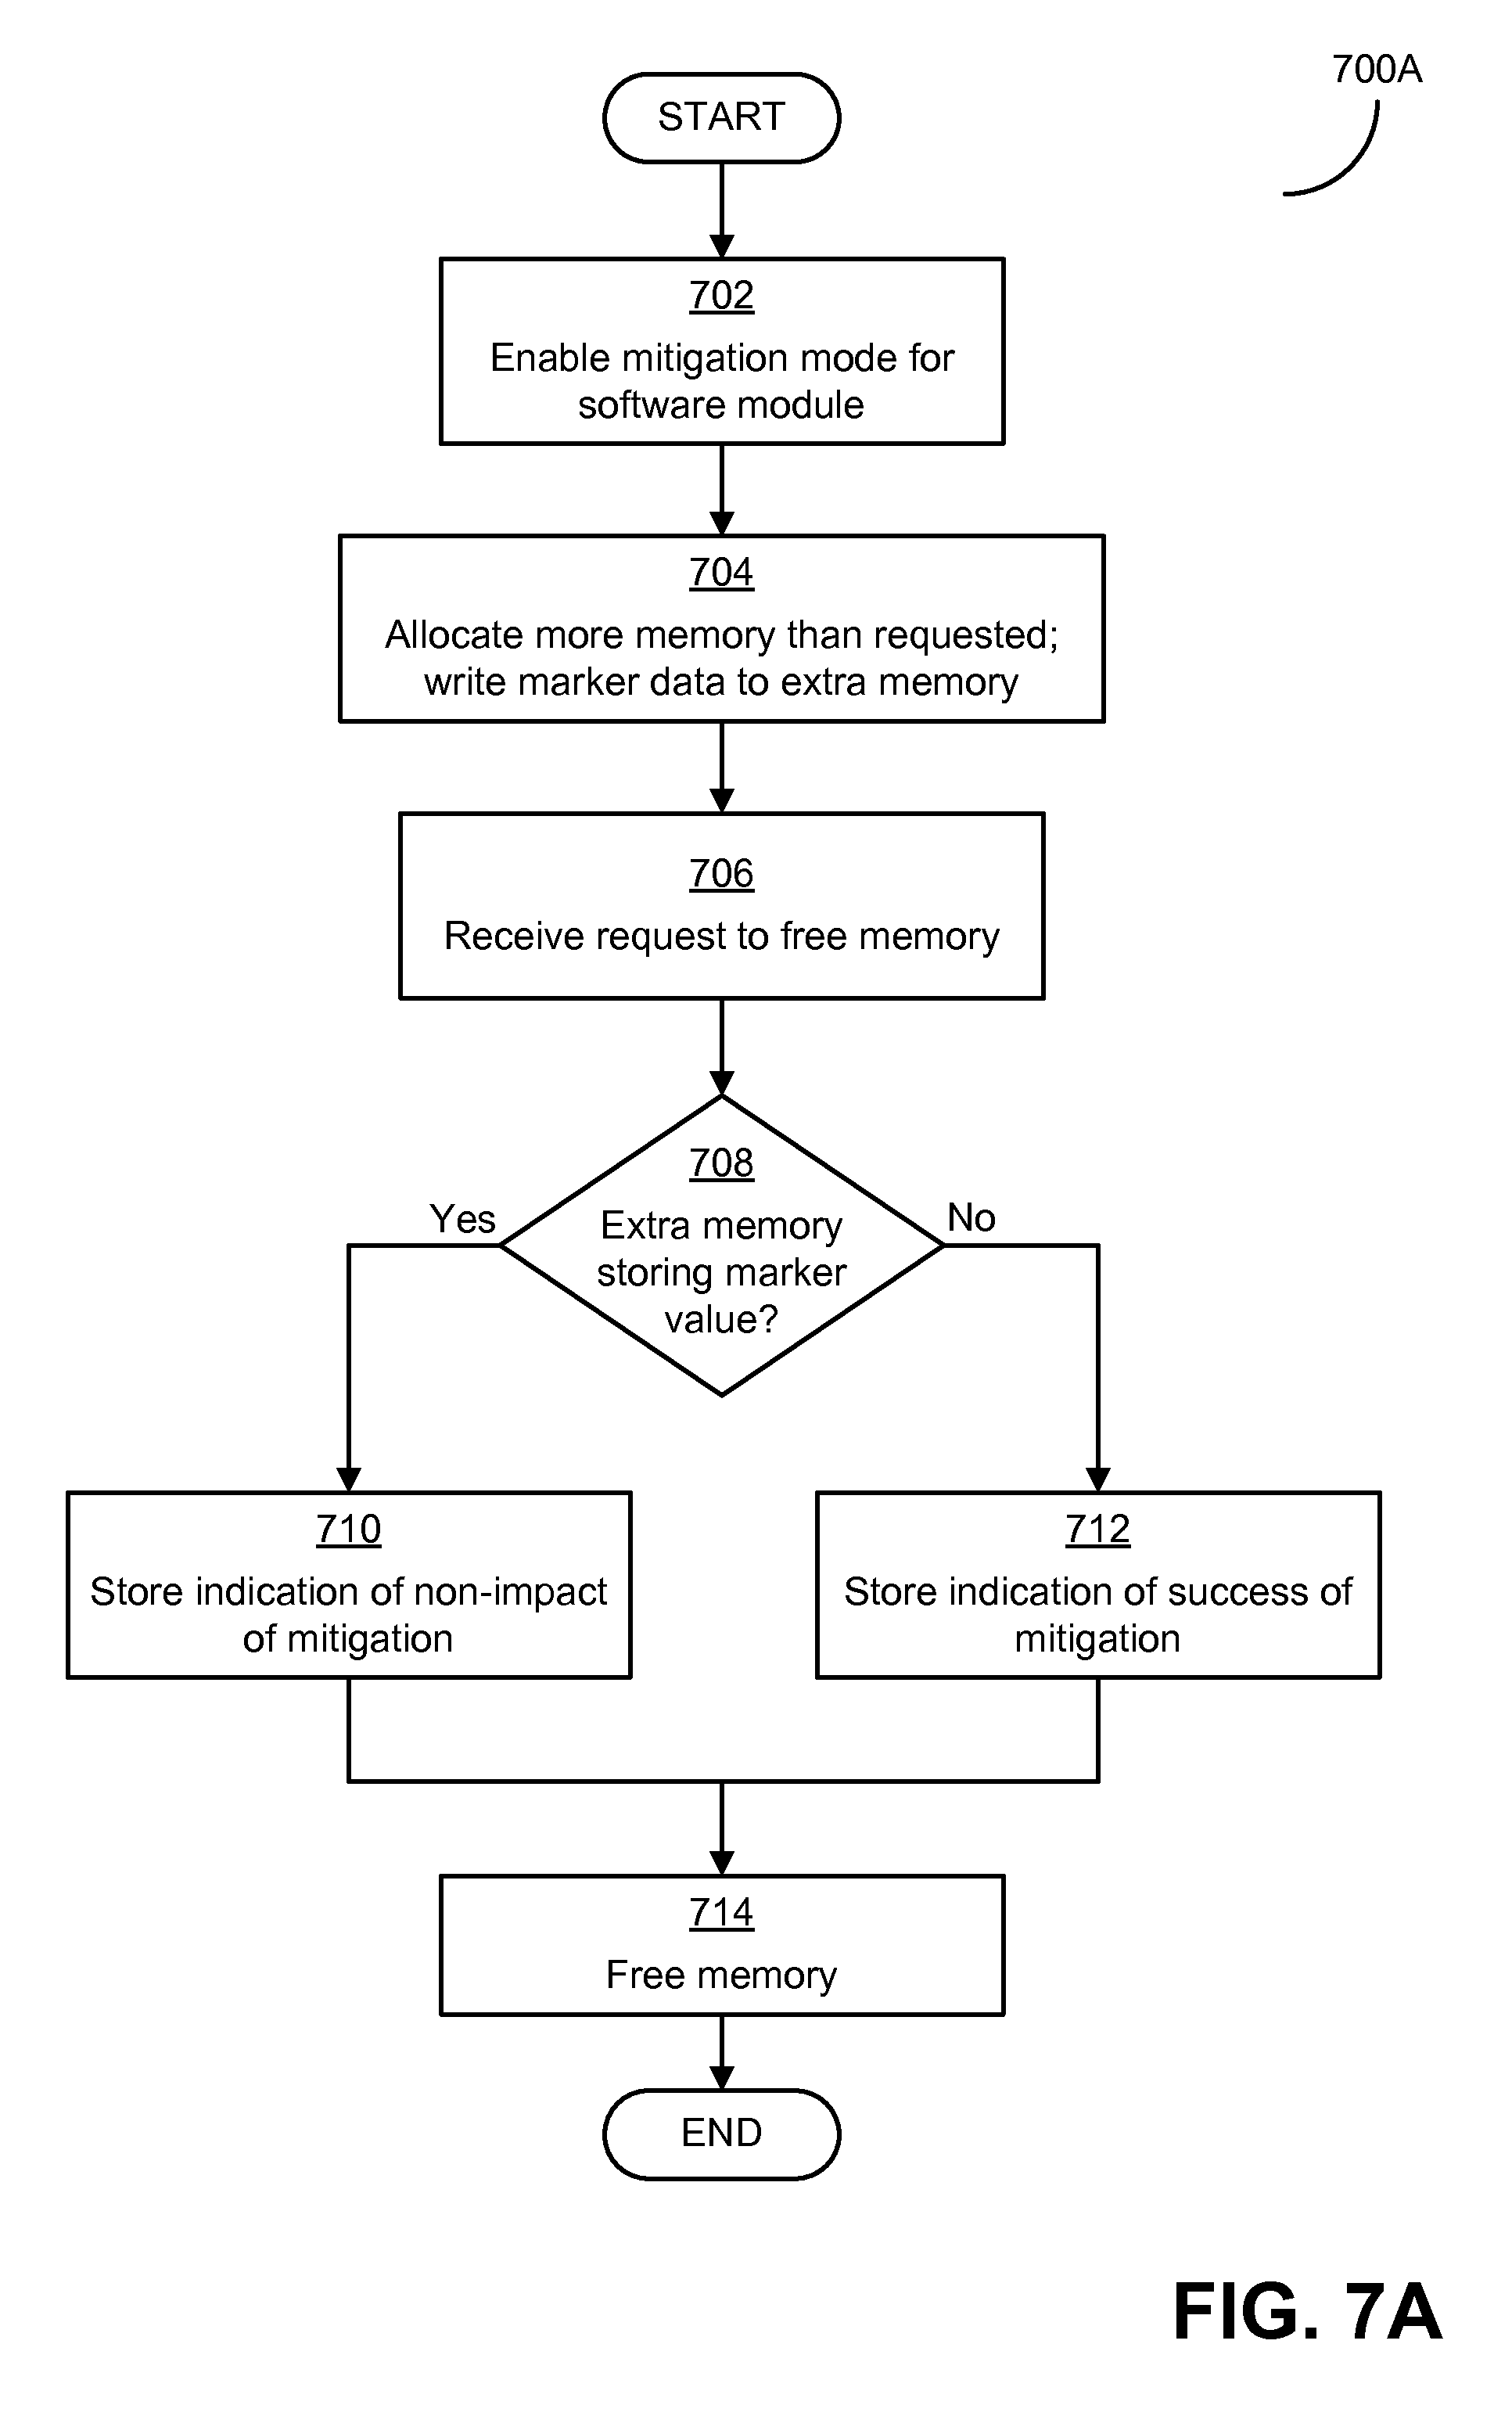 700A
START
702
Enable mitigation mode for
software module
704
Allocate more memory than requested;
write marker data to extra memory
706
Receive request to free memory
708
Extra memory
storing marker
value?
Yes
No
710
Store indication of non-impact
of mitigation
712
Store indication of success of
mitigation
714
Free memory
END
FIG. 7A